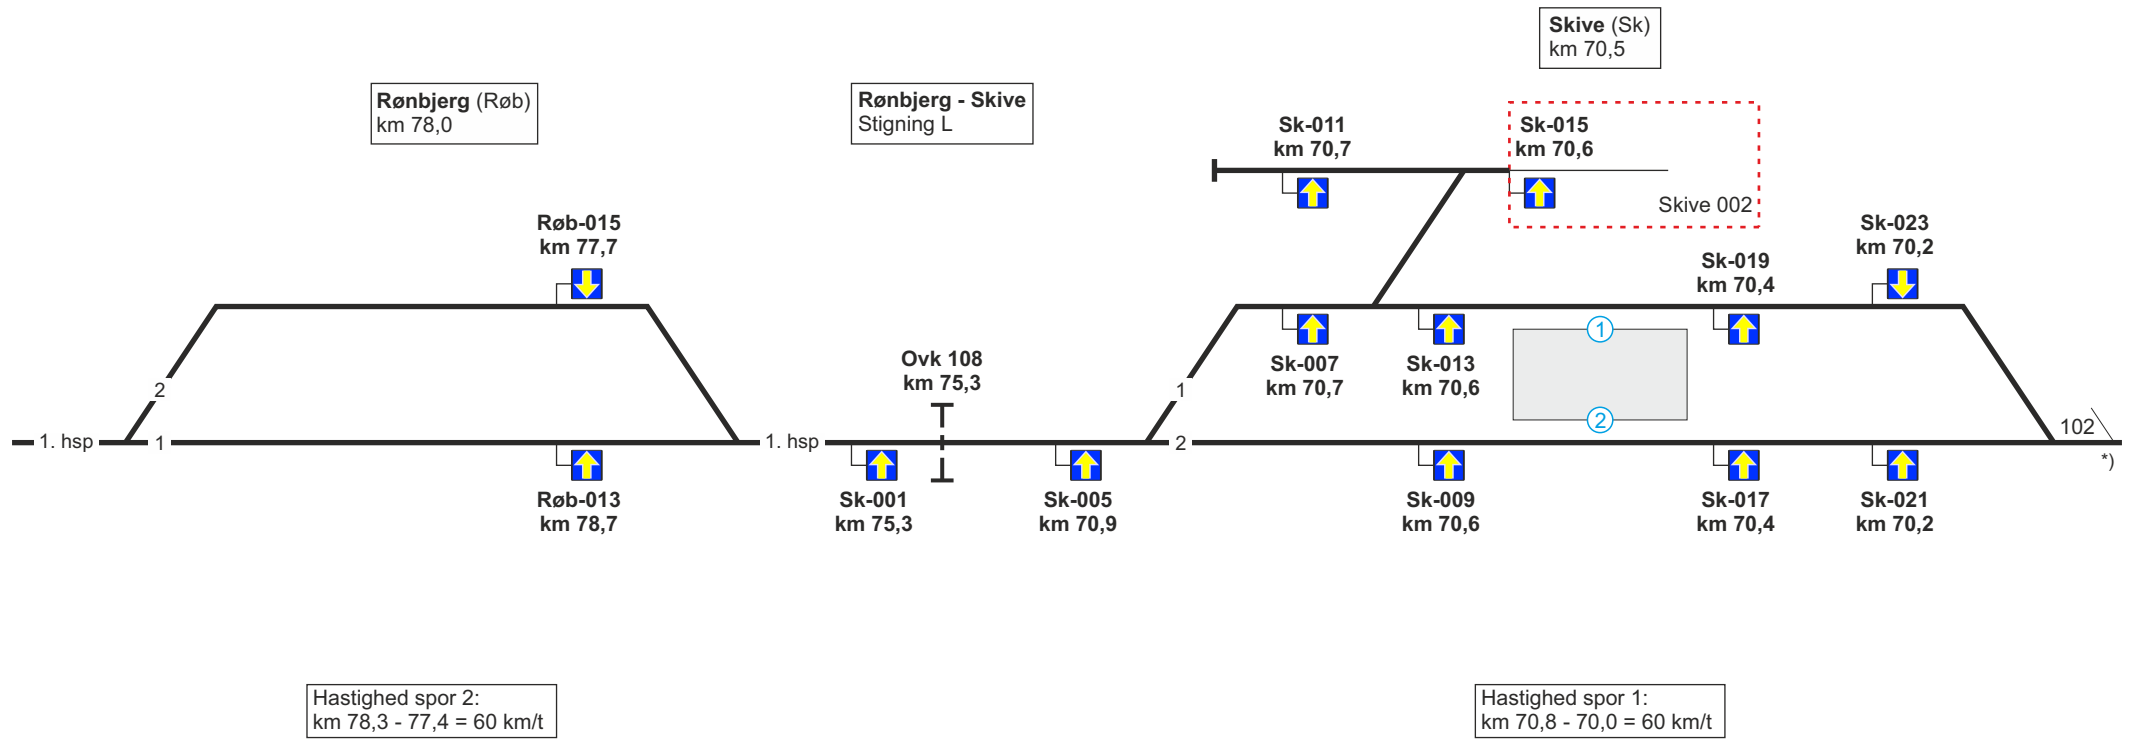 Skive (Sk)
km 70,5
Rønbjerg (Røb)
km 78,0
Rønbjerg - Skive
Stigning L
Sk-011
km 70,7
Sk-015
km 70,6
Skive 002
Røb-015
km 77,7
Sk-023
km 70,2
Sk-019
km 70,4
1
Ovk 108
km 75,3
Sk-007
km 70,7
Sk-013
km 70,6
2
1
2
1. hsp
1
1. hsp
2
102
*)
Røb-013
km 78,7
Sk-001
km 75,3
Sk-005
km 70,9
Sk-009
km 70,6
Sk-017
km 70,4
Sk-021
km 70,2
Hastighed spor 2:
km 78,3 - 77,4 = 60 km/t
Hastighed spor 1:
km 70,8 - 70,0 = 60 km/t